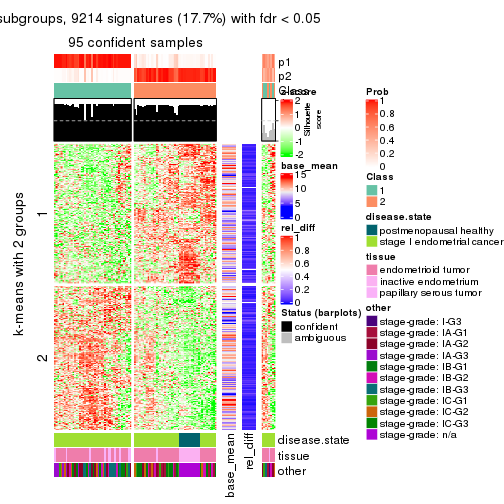 subgroups, 9214 signatures (17.7%) with fdr < 0.05
95 confident samples
p1
p2
Class
Silhouette
score
k-means with 2 groups
1
2
disease.state
tissue
other
base_mean
rel_diff
z-score
2
1
0
-1
-2
base_mean
15
10
5
0
rel_diff
1
0.8
0.6
0.4
0.2
0
Status (barplots)
confident
ambiguous
Prob
1
0.8
0.6
0.4
0.2
0
Class
1
2
disease.state
postmenopausal healthy
stage I endometrial cancer
tissue
endometrioid tumor
inactive endometrium
papillary serous tumor
other
stage-grade: I-G3
stage-grade: IA-G1
stage-grade: IA-G2
stage-grade: IA-G3
stage-grade: IB-G1
stage-grade: IB-G2
stage-grade: IB-G3
stage-grade: IC-G1
stage-grade: IC-G2
stage-grade: IC-G3
stage-grade: n/a